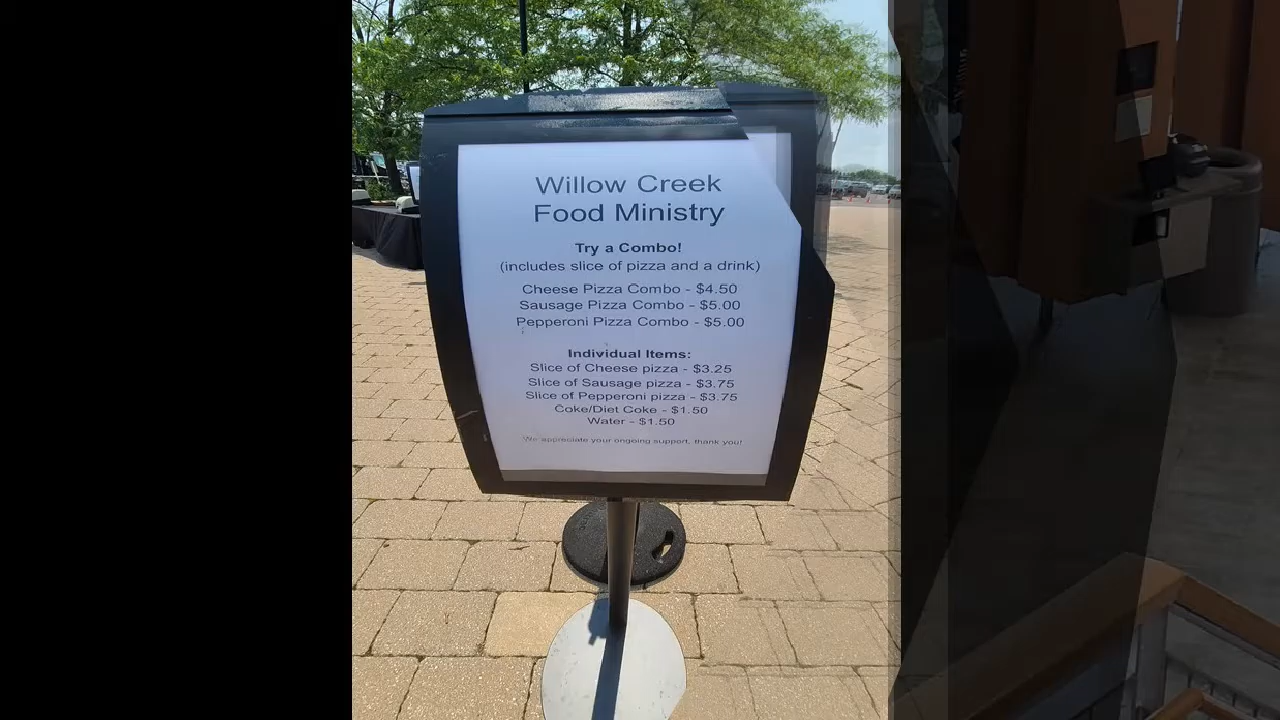 Willow Creek
Food Ministry
Try a Combo!
(includes slice of pizza and a drink)
Cheese Pizza Combo - $4.50
Sausage Pizza Combo - $5.00
Pepperoni Pizza Combo - $5.00
Individual Items:
Slice of Cheese pizza - $3.25
Slice of Sausage pizza - $3.75
Slice of Pepperoni pizza - $3.75
Coke/Diet Coke - $1.50
Water - $1.50
We appreciate your ongoing support, thank you!